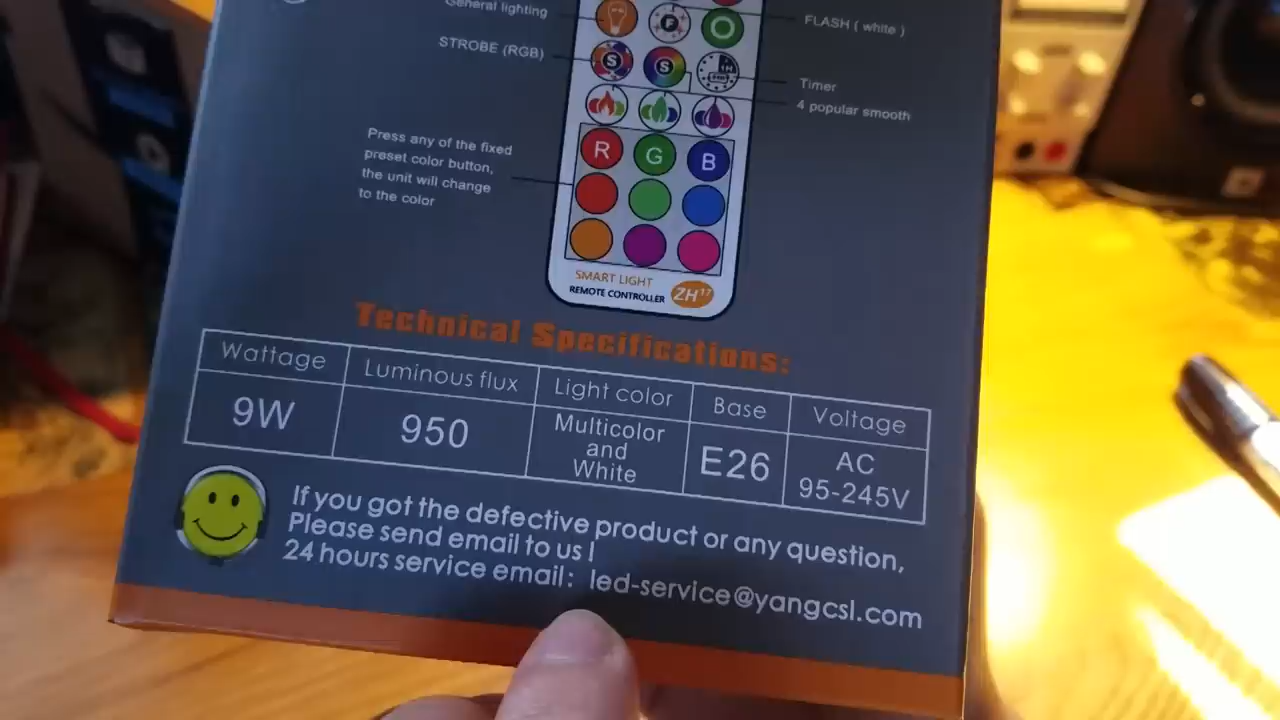 General lighting
FLASH ( white )
STROBE (RGB)
F
S
S
Timer
4 popular smooth
Press any of the fixed
preset color button,
the unit will change
to the color
R G B
SMART LIGHT
REMOTE CONTROLLER
ZH17
Technical Specifications:
Wattage Luminous flux Light color Base Voltage
9W 950 Multicolor and White E26 AC 95-245V
If you got the defective product or any question,
Please send email to us !
24 hours service email: led-service@yangcsl.com